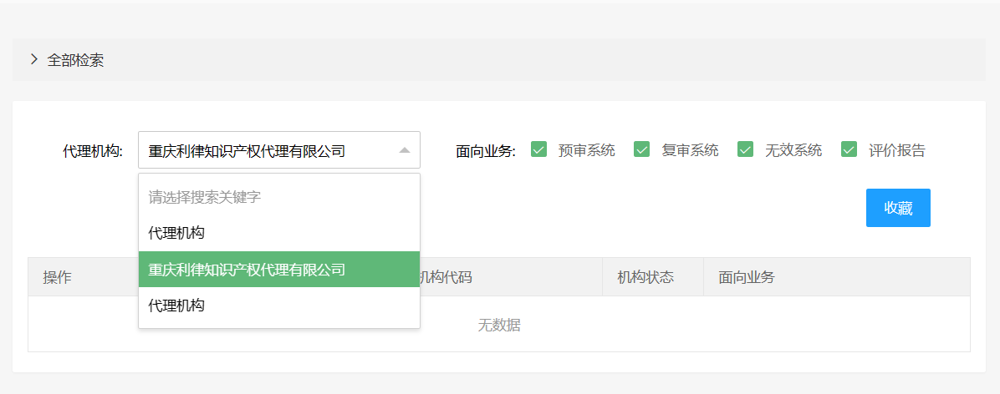 全部检索
代理机构: 重庆利律知识产权代理有限公司 面向业务: 预审系统 复审系统 无效系统 评价报告
请选择搜索关键字
代理机构
重庆利律知识产权代理有限公司
代理机构
收藏
操作 机构代码 机构状态 面向业务
无数据